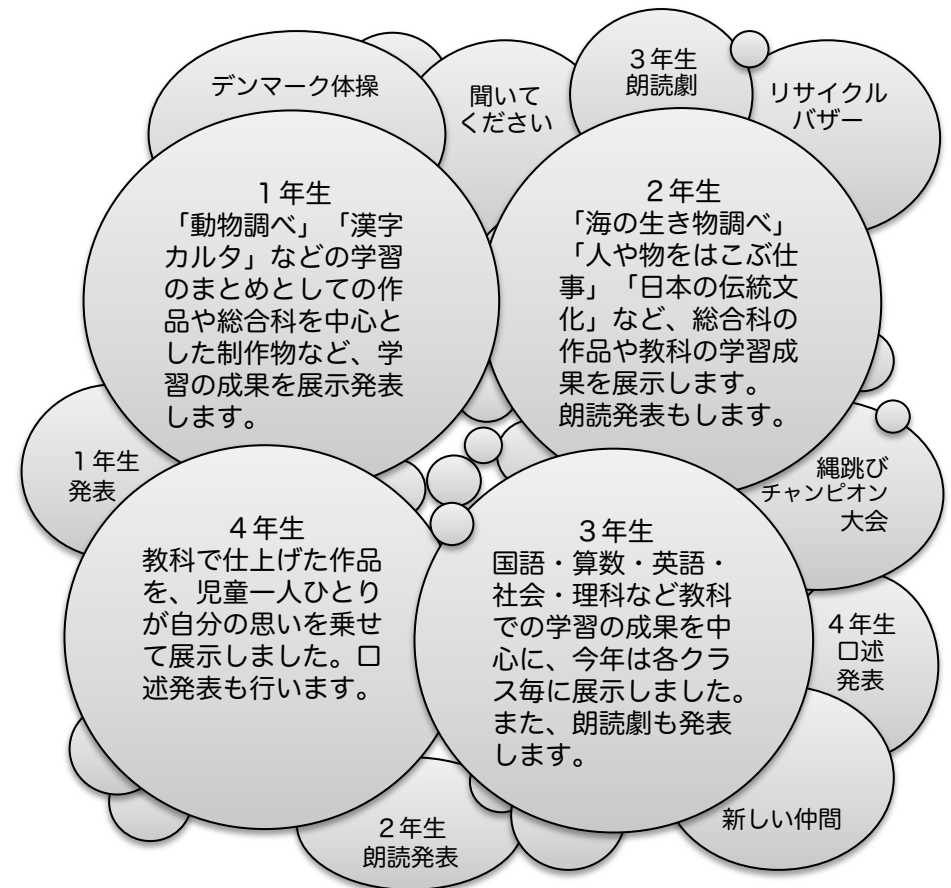 デンマーク体操
聞いて
ください
３年生
朗読劇
リサイクル
バザー
１年生
「動物調べ」「漢字
カルタ」などの学習
のまとめとしての作
品や総合科を中心と
した制作物など、学
習の成果を展示発表
します。
２年生
「海の生き物調べ」
「人や物をはこぶ仕
事」「日本の伝統文
化」など、総合科の
作品や教科の学習成
果を展示します。
朗読発表もします。
１年生
発表
縄跳び
チャンピオン
大会
４年生
教科で仕上げた作品
を、児童一人ひとり
が自分の思いを乗せ
て展示しました。口
述発表も行います。
３年生
国語・算数・英語・
社会・理科など教科
での学習の成果を中
心に、今年は各クラ
ス毎に展示しました。
また、朗読劇も発表
します。
４年生
口述
発表
２年生
朗読発表
新しい仲間